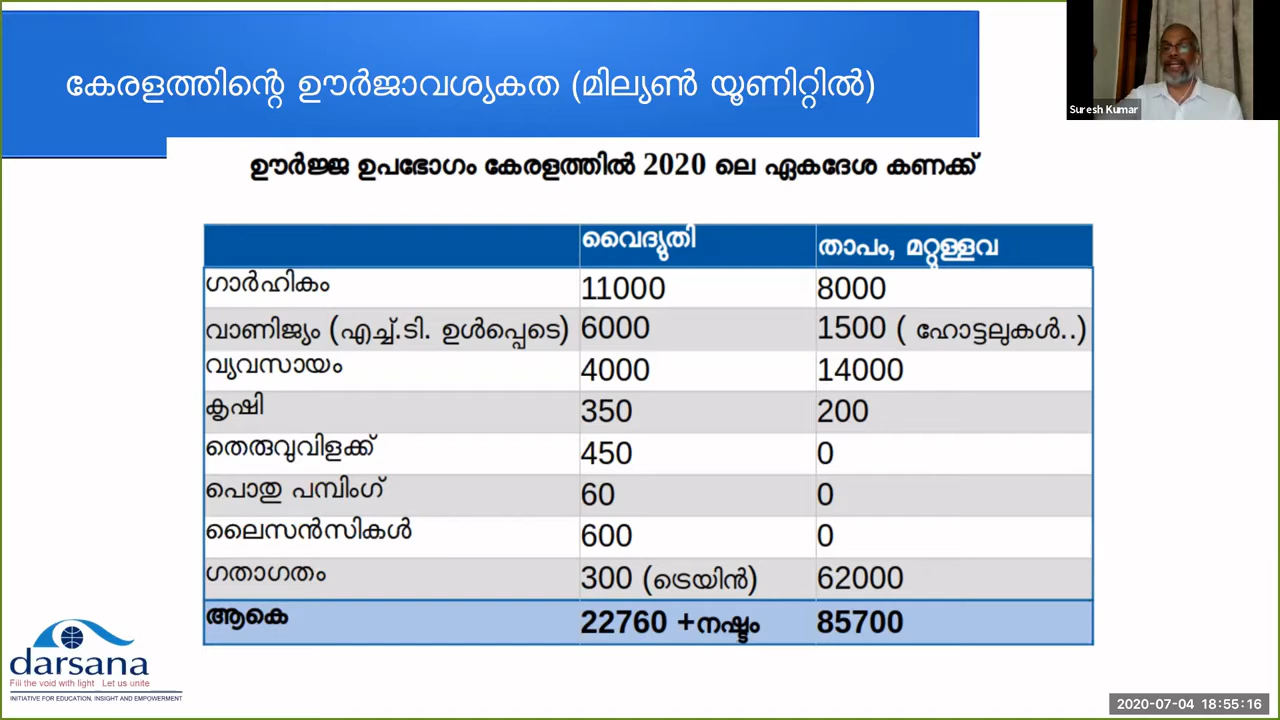 കേരളത്തിന്റെ ഊർജാവശ്യകത (മില്യൺ യൂണിറ്റിൽ)
Suresh Kumar
ഊർജ്ജ ഉപഭോഗം കേരളത്തിൽ 2020 ലെ ഏകദേശ കണക്ക്
വൈദ്യുതി താപം, മറ്റുള്ളവ
ഗാർഹികം 11000 8000
വാണിജ്യം (എച്ച്.ടി. ഉൾപ്പെടെ) 6000 1500 ( ഹോട്ടലുകൾ..)
വ്യവസായം 4000 14000
കൃഷി 350 200
തെരുവുവിളക്ക് 450 0
പൊതു പമ്പിംഗ് 60 0
ലൈസൻസികൾ 600 0
ഗതാഗതം 300 (ട്രെയിൻ) 62000
ആകെ 22760 +നഷ്ടം 85700
darsana
Fill the void with light Let us unite
INITIATIVE FOR EDUCATION, INSIGHT AND EMPOWERMENT
2020-07-04 18:55:16